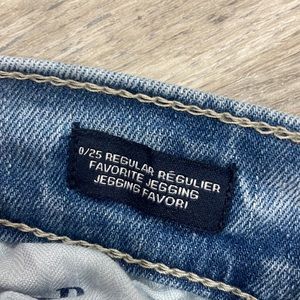 0/25 REGULAR RÉGULIER
FAVORITE JEGGING
JEGGING FAVORI